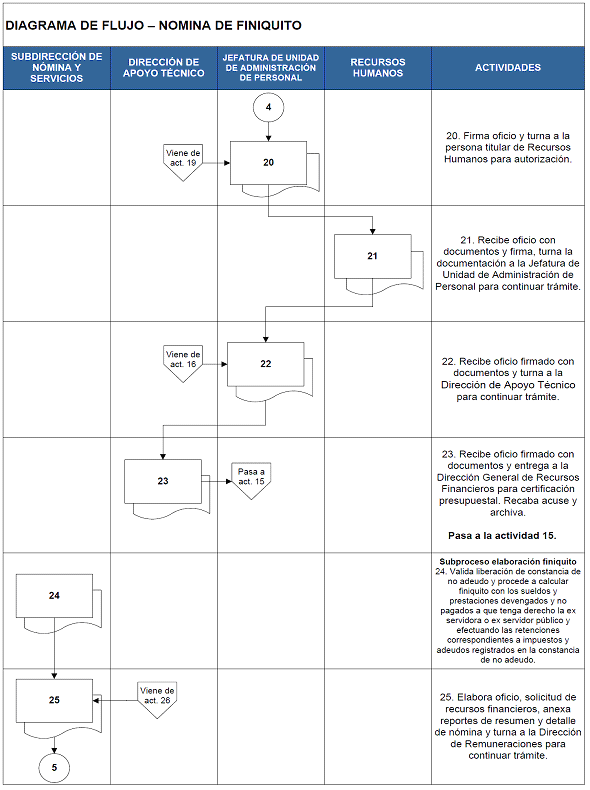 DIAGRAMA DE FLUJO – NOMINA DE FINIQUITO
SUBDIRECCIÓN DE
NÓMINA Y
SERVICIOS
DIRECCIÓN DE
APOYO TÉCNICO
JEFATURA DE UNIDAD
DE ADMINISTRACIÓN
DE PERSONAL
RECURSOS
HUMANOS
ACTIVIDADES
4
Viene de
act. 19
20
20. Firma oficio y turna a la
persona titular de Recursos
Humanos para autorización.
21
21. Recibe oficio con
documentos y firma, turna la
documentación a la Jefatura de
Unidad de Administración de
Personal para continuar trámite.
Viene de
act. 16
22
22. Recibe oficio firmado con
documentos y turna a la
Dirección de Apoyo Técnico
para continuar trámite.
23
Pasa a
act. 15
23. Recibe oficio firmado con
documentos y entrega a la
Dirección General de Recursos
Financieros para certificación
presupuestal. Recaba acuse y
archiva.
Pasa a la actividad 15.
24
Subproceso elaboración finiquito
24. Valida liberación de constancia de
no adeudo y procede a calcular
finiquito con los sueldos y
prestaciones devengados y no
pagados a que tenga derecho la ex
servidora o ex servidor público y
efectuando las retenciones
correspondientes a impuestos y
adeudos registrados en la constancia
de no adeudo.
25
Viene de
act. 26
25. Elabora oficio, solicitud de
recursos financieros, anexa
reportes de resumen y detalle
de nómina y turna a la Dirección
de Remuneraciones para
continuar trámite.
5